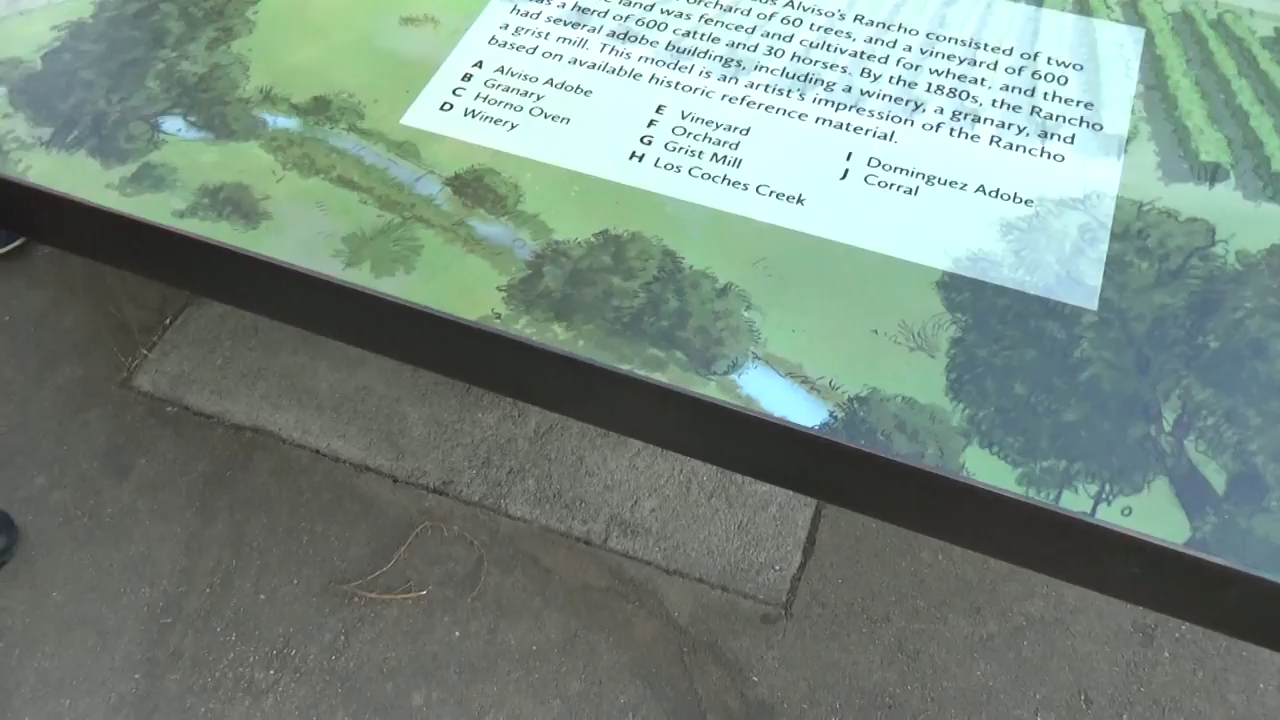 Alviso's Rancho consisted of two
orchard of 60 trees, and a vineyard of 600
land was fenced and cultivated for wheat, and there
was a herd of 600 cattle and 30 horses. By the 1880s, the Rancho
had several adobe buildings, including a winery, a granary, and
a grist mill. This model is an artist's impression of the Rancho
based on available historic reference material.
A Alviso Adobe
B Granary
C Horno Oven
D Winery
E Vineyard
F Orchard
G Grist Mill
H Los Coches Creek
I Dominguez Adobe
J Corral